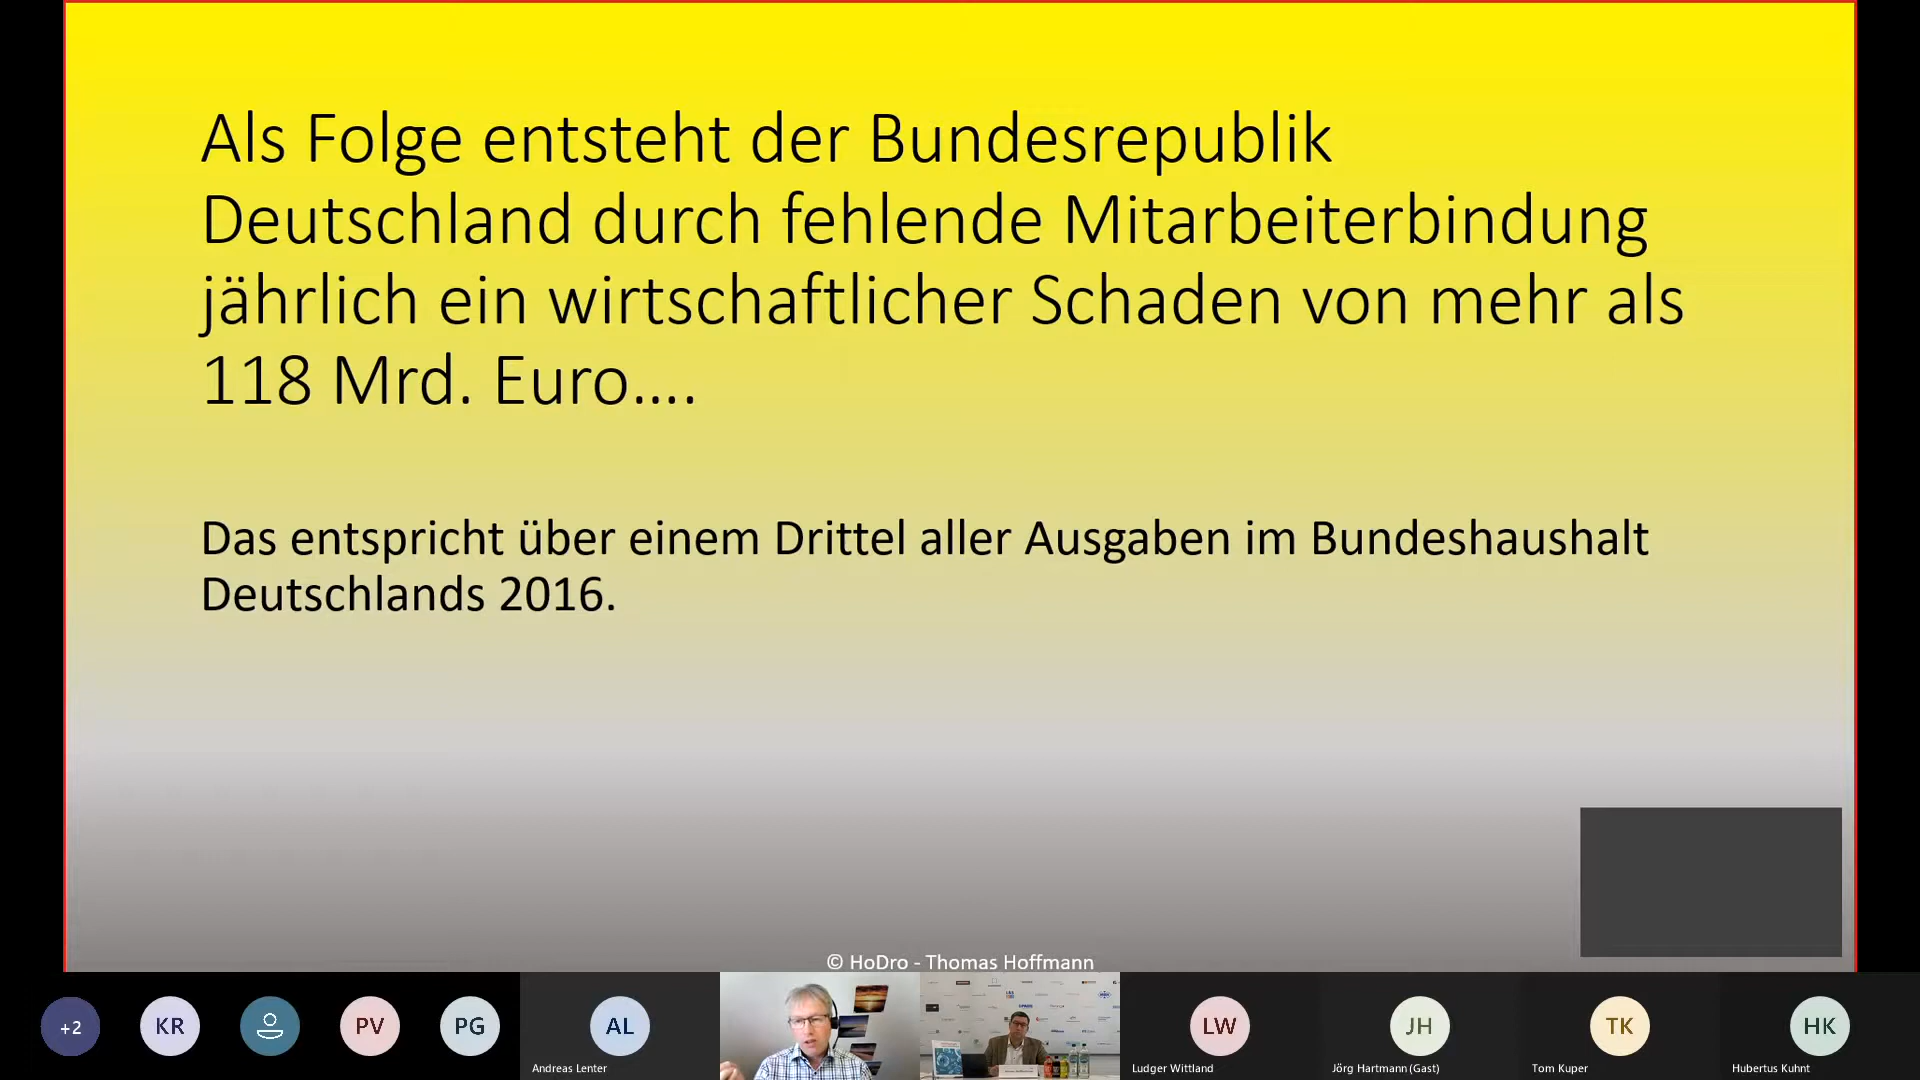 Als Folge entsteht der Bundesrepublik
Deutschland durch fehlende Mitarbeiterbindung
jährlich ein wirtschaftlicher Schaden von mehr als
118 Mrd. Euro....
Das entspricht über einem Drittel aller Ausgaben im Bundeshaushalt
Deutschlands 2016.
© HoDro - Thomas Hoffmann
+2
KR
PV
PG
AL
Andreas Lenter
LW
Ludger Wittland
JH
Jörg Hartmann (Gast)
TK
Tom Kuper
HK
Hubertus Kuhnt